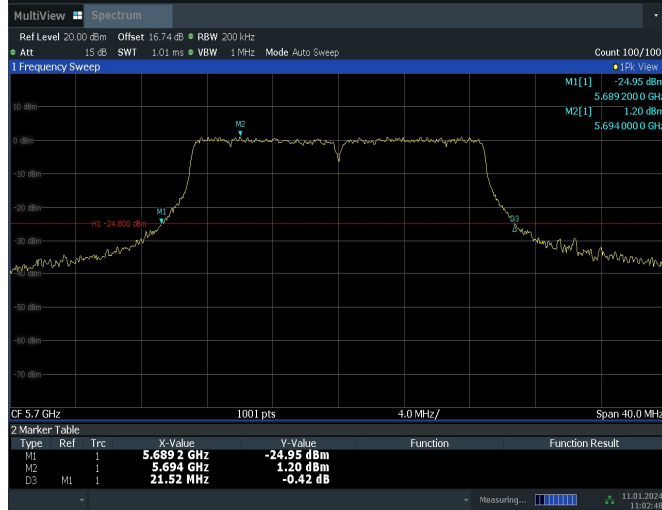 MultiView Spectrum
Ref Level 20.00 dBm Offset 16.74 dB RBW 200 kHz
Att 15 dB SWT 1.01 ms VBW 1 MHz Mode Auto Sweep Count 100/100
1 Frequency Sweep 1Pk View
M1[1] -24.95 dBm
5.689 200 0 GHz
M2[1] 1.20 dBm
5.694 000 0 GHz
10 dBm
M2
0 dBm
-10 dBm
-20 dBm
M1
D3
H1 -24.800 dBm
-30 dBm
-40 dBm
-50 dBm
-60 dBm
-70 dBm
CF 5.7 GHz 1001 pts 4.0 MHz/ Span 40.0 MHz
2 Marker Table
Type Ref Trc X-Value Y-Value Function Function Result
M1 1 5.689 2 GHz -24.95 dBm
M2 1 5.694 GHz 1.20 dBm
D3 M1 1 21.52 MHz -0.42 dB
Measuring... 11.01.2024
11:02:48